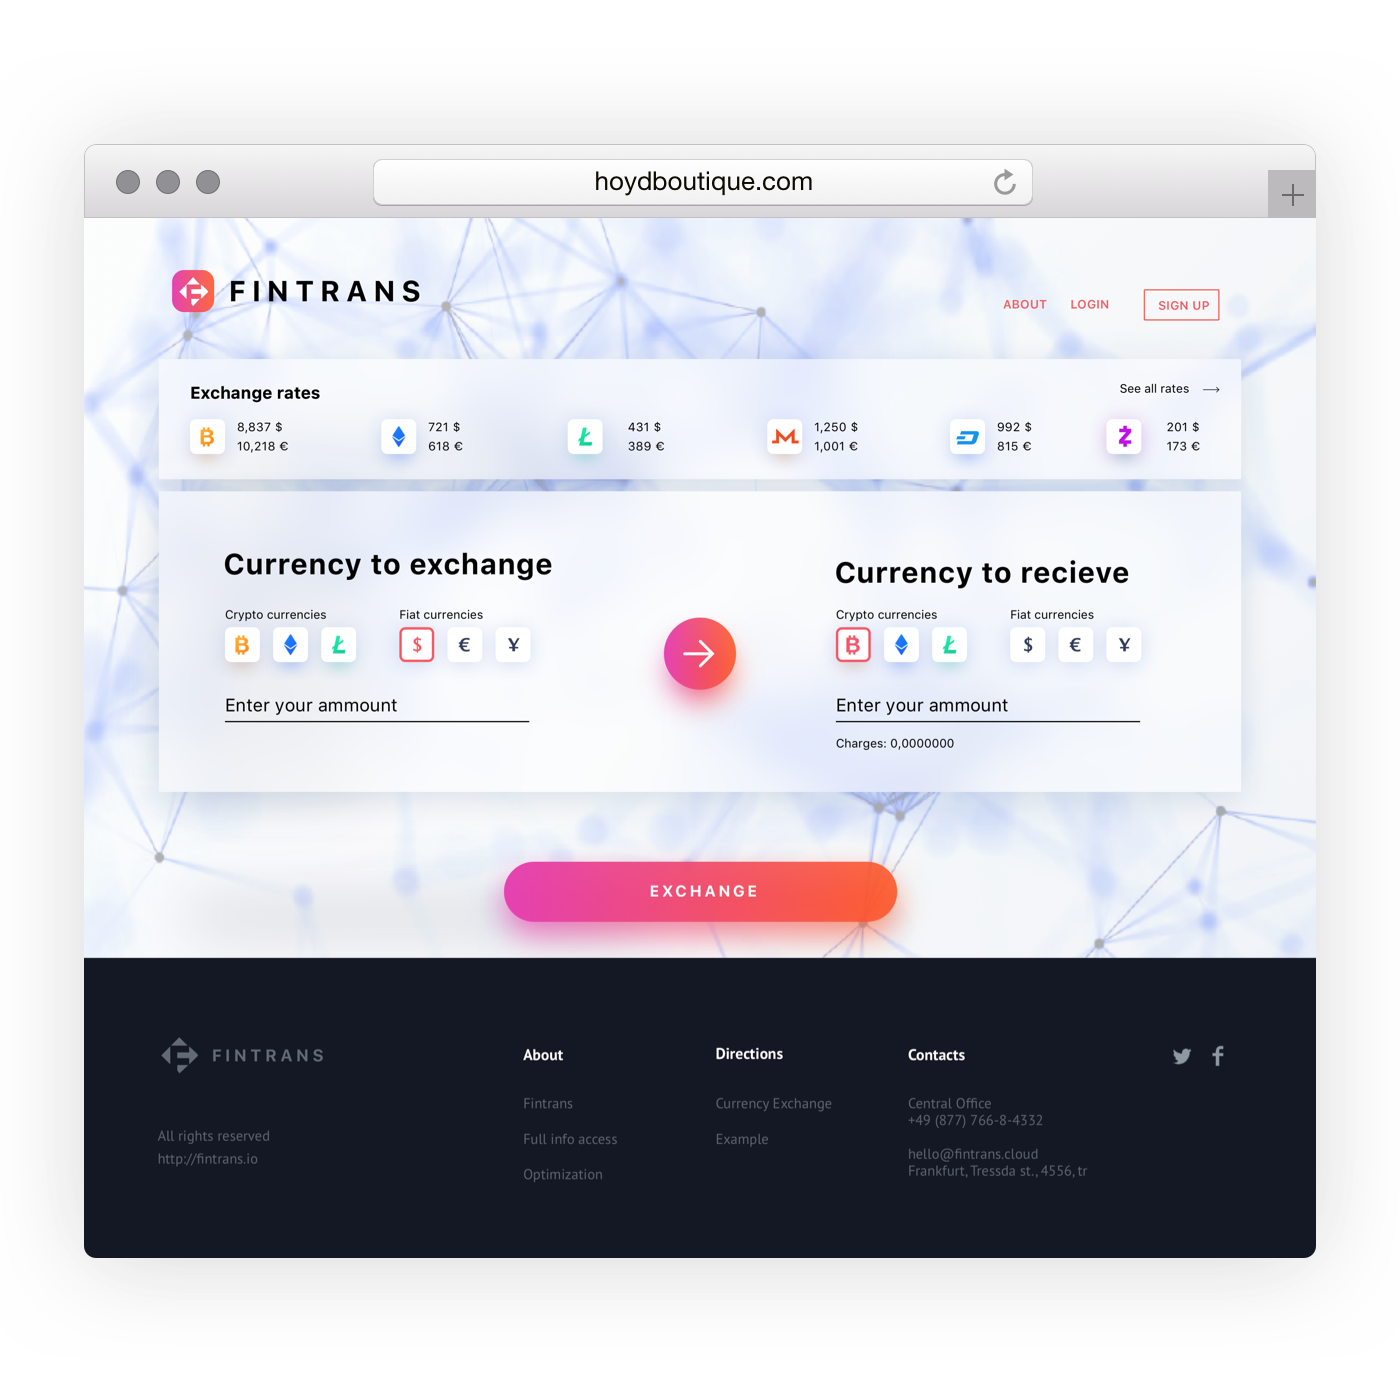 hoydboutique.com
FINTRANS
ABOUT LOGIN SIGN UP
Exchange rates
See all rates
8,837 $
10,218 €
721 $
618 €
431 $
389 €
1,250 $
1,001 €
992 $
815 €
201 $
173 €
Currency to exchange
Crypto currencies Fiat currencies
$ € ¥
Enter your ammount
Currency to recieve
Crypto currencies Fiat currencies
$ € ¥
Enter your ammount
Charges: 0,0000000
EXCHANGE
FINTRANS
All rights reserved
http://fintrans.io
About
Fintrans
Full info access
Optimization
Directions
Currency Exchange
Example
Contacts
Central Office
+49 (877) 766-8-4332
hello@fintrans.cloud
Frankfurt, Tressda st., 4556, tr